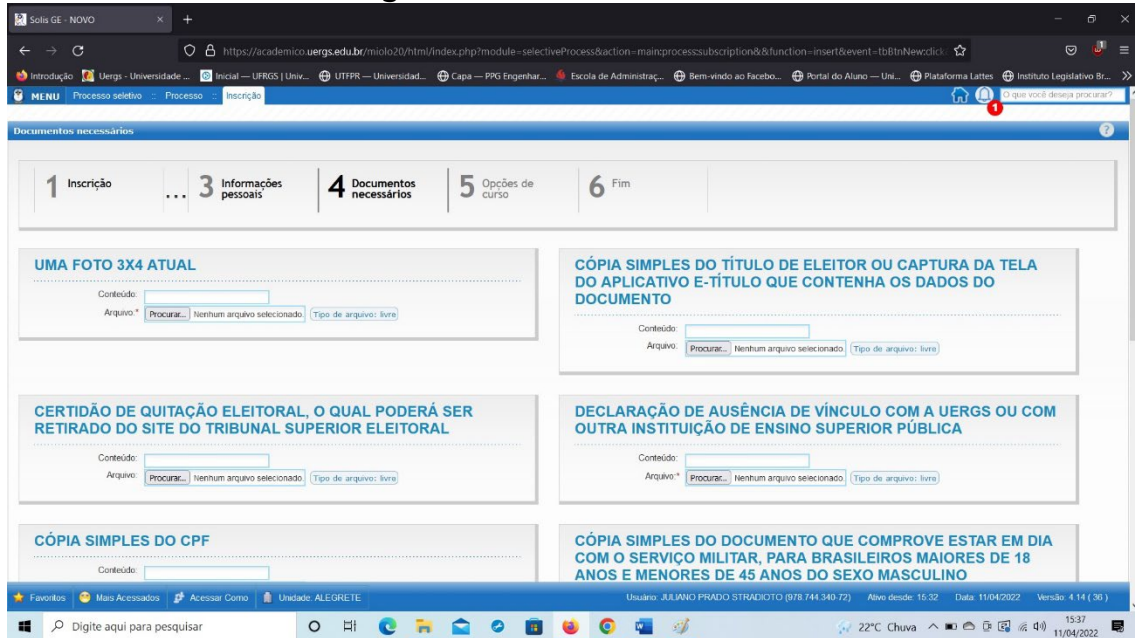 Solis GE - NOVO
https://academico.uergs.edu.br/miolo20/html/index.php?module=selectiveProcess&action=main:process:subscription&&function=insert&event=tbBtnNew:click
Introdução Uergs - Universidade ... Inicial — UFRGS | Univ... UTFPR — Universidad... Capa — PPG Engenhar... Escola de Administraç... Bem-vindo ao Facebo... Portal do Aluno — Uni... Plataforma Lattes Instituto Legislativo Br...
MENU Processo seletivo :: Processo :: Inscrição O que você deseja procurar?
1
Documentos necessários ?
1 Inscrição ... 3 Informações pessoais 4 Documentos necessários 5 Opções de curso 6 Fim
UMA FOTO 3X4 ATUAL
Conteúdo:
Arquivo:* Procurar... Nenhum arquivo selecionado. Tipo de arquivo: livre
CÓPIA SIMPLES DO TÍTULO DE ELEITOR OU CAPTURA DA TELA
DO APLICATIVO E-TÍTULO QUE CONTENHA OS DADOS DO
DOCUMENTO
Conteúdo:
Arquivo: Procurar... Nenhum arquivo selecionado. Tipo de arquivo: livre
CERTIDÃO DE QUITAÇÃO ELEITORAL, O QUAL PODERÁ SER
RETIRADO DO SITE DO TRIBUNAL SUPERIOR ELEITORAL
Conteúdo:
Arquivo: Procurar... Nenhum arquivo selecionado. Tipo de arquivo: livre
DECLARAÇÃO DE AUSÊNCIA DE VÍNCULO COM A UERGS OU COM
OUTRA INSTITUIÇÃO DE ENSINO SUPERIOR PÚBLICA
Conteúdo:
Arquivo:* Procurar... Nenhum arquivo selecionado. Tipo de arquivo: livre
CÓPIA SIMPLES DO CPF
Conteúdo:
CÓPIA SIMPLES DO DOCUMENTO QUE COMPROVE ESTAR EM DIA
COM O SERVIÇO MILITAR, PARA BRASILEIROS MAIORES DE 18
ANOS E MENORES DE 45 ANOS DO SEXO MASCULINO
Favoritos Mais Acessados Acessar Como Unidade: ALEGRETE Usuário: JULIANO PRADO STRADIOTO (978.744.340-72) Ativo desde: 15:32 Data: 11/04/2022 Versão: 4.14 ( 36 )
Digite aqui para pesquisar 22°C Chuva 15:37
11/04/2022